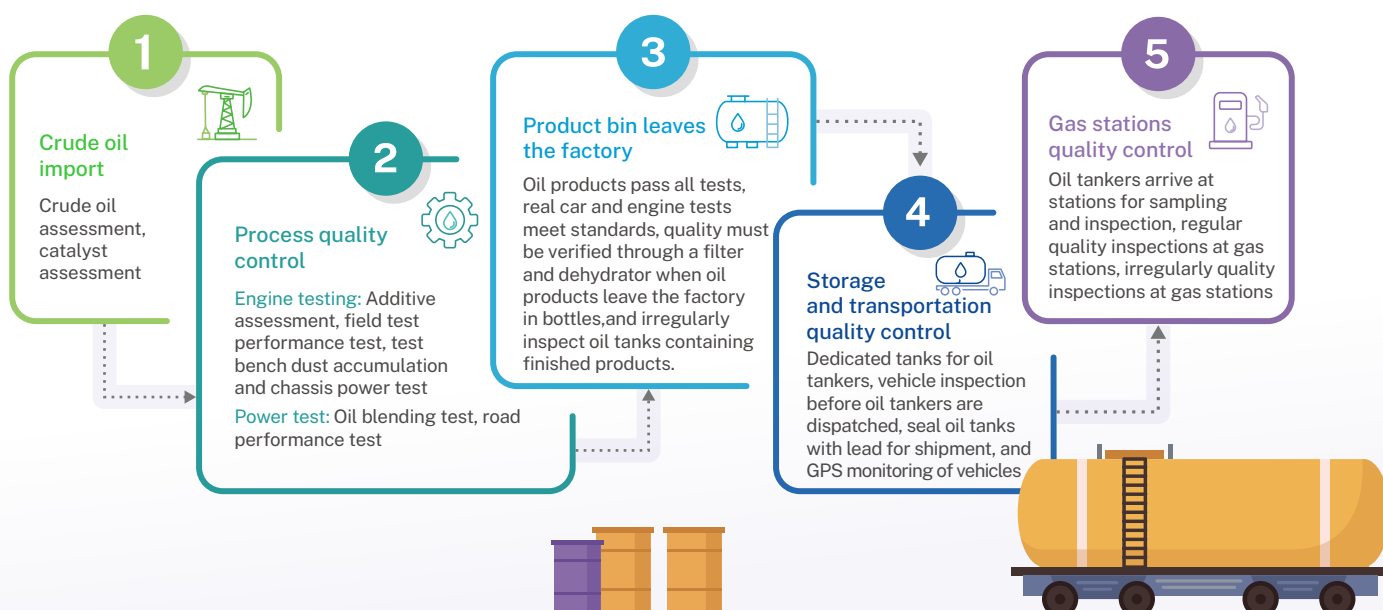 1
Crude oil
import
Crude oil
assessment,
catalyst
assessment
2
Process quality
control
Engine testing: Additive
assessment, field test
performance test, test
bench dust accumulation
and chassis power test
Power test: Oil blending test, road
performance test
3
Product bin leaves
the factory
Oil products pass all tests,
real car and engine tests
meet standards, quality must
be verified through a filter
and dehydrator when oil
products leave the factory
in bottles,and irregularly
inspect oil tanks containing
finished products.
4
Storage
and transportation
quality control
Dedicated tanks for oil
tankers, vehicle inspection
before oil tankers are
dispatched, seal oil tanks
with lead for shipment, and
GPS monitoring of vehicles
5
Gas stations
quality control
Oil tankers arrive at
stations for sampling
and inspection, regular
quality inspections at gas
stations, irregularly quality
inspections at gas stations